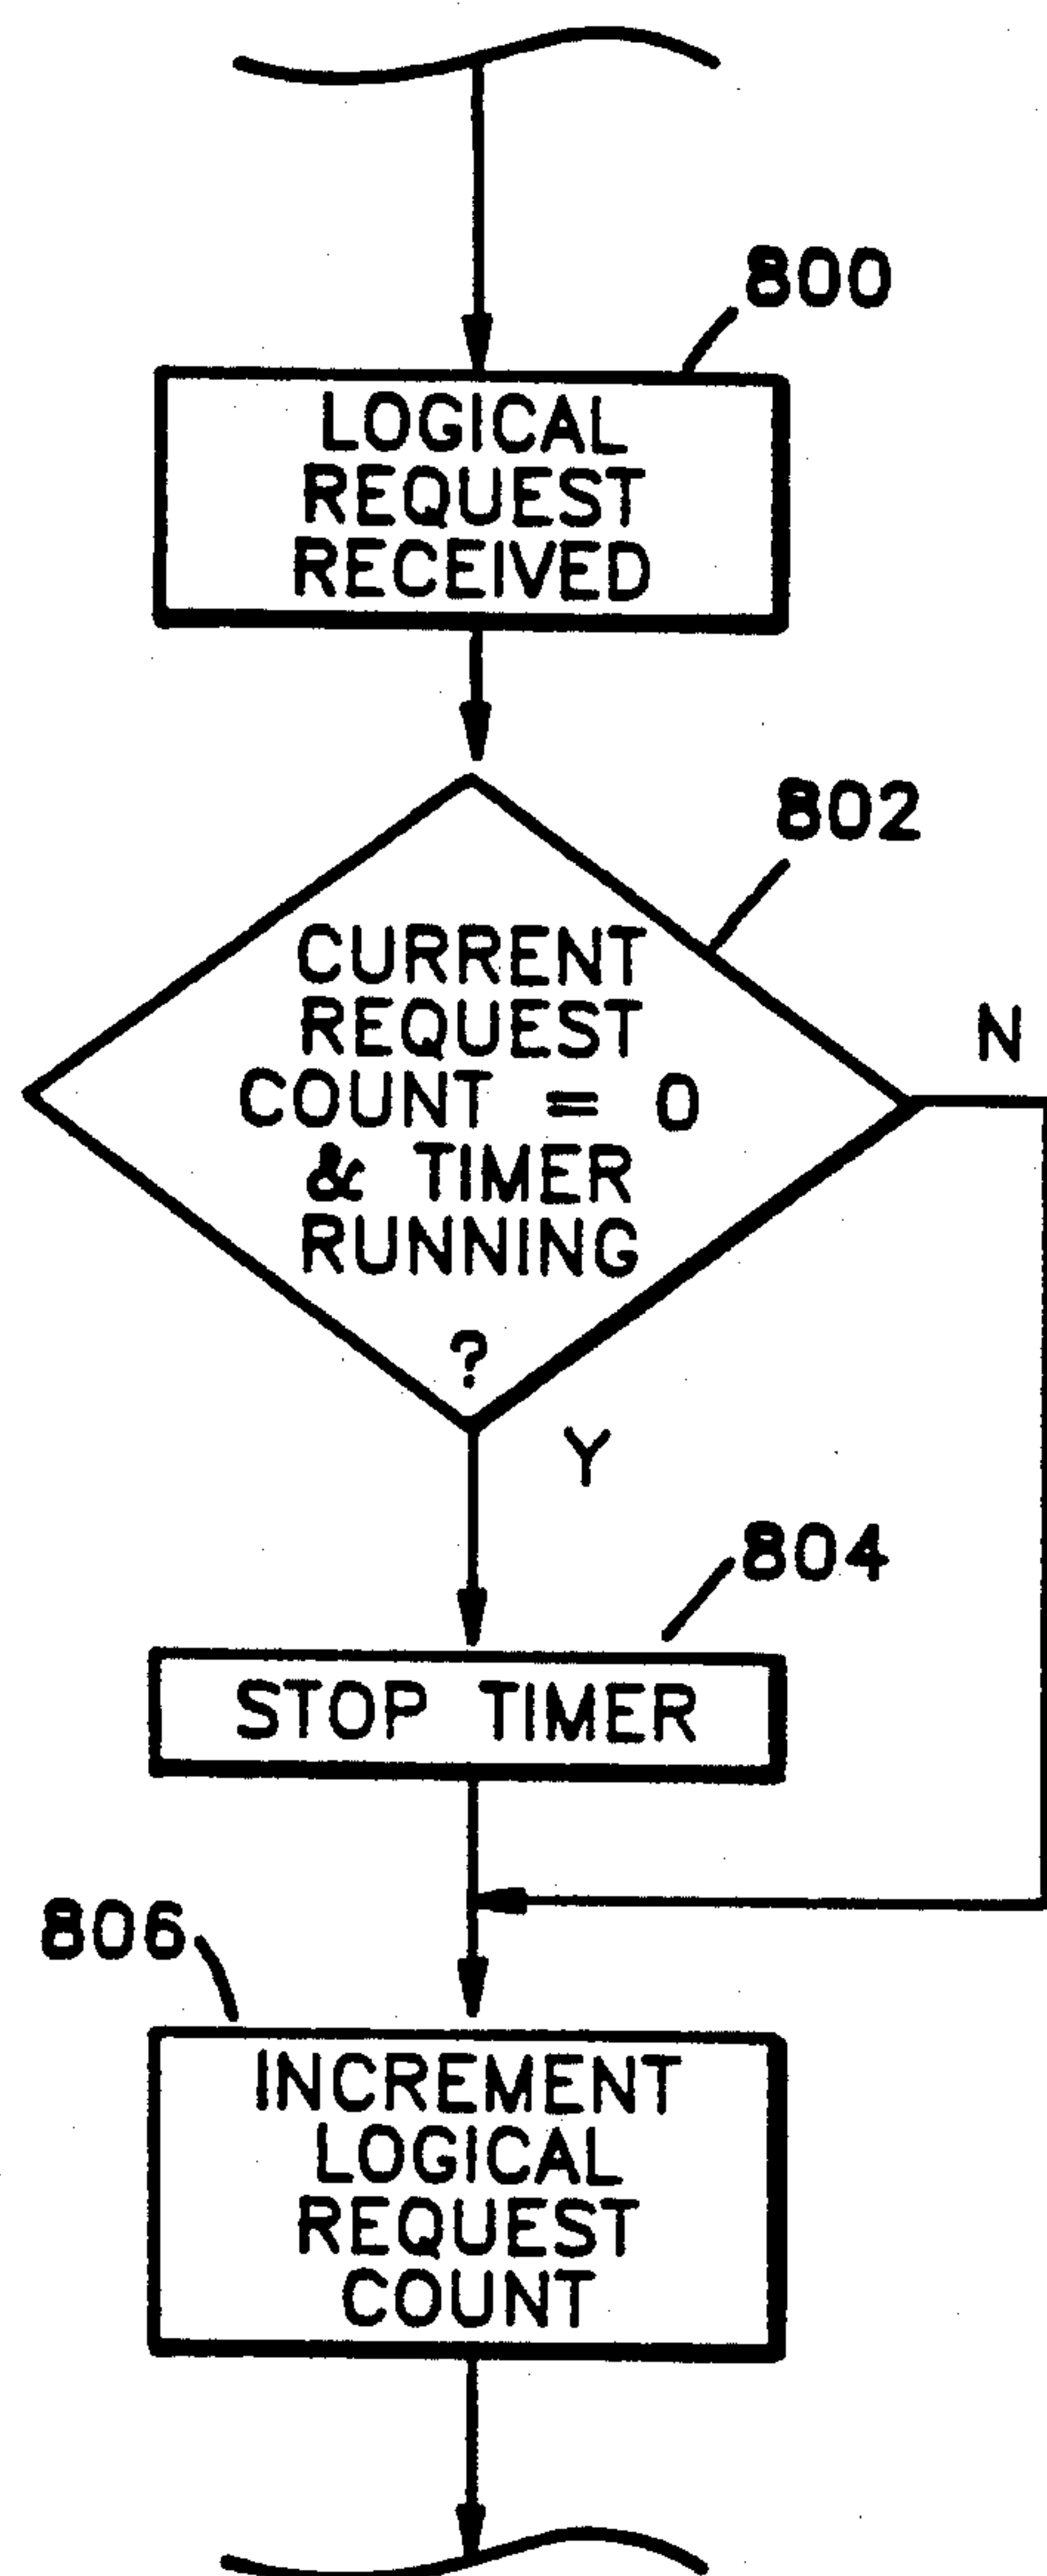 800
LOGICAL
REQUEST
RECEIVED
802
CURRENT
REQUEST
COUNT = 0
& TIMER
RUNNING
?
N
Y
804
STOP TIMER
806
INCREMENT
LOGICAL
REQUEST
COUNT